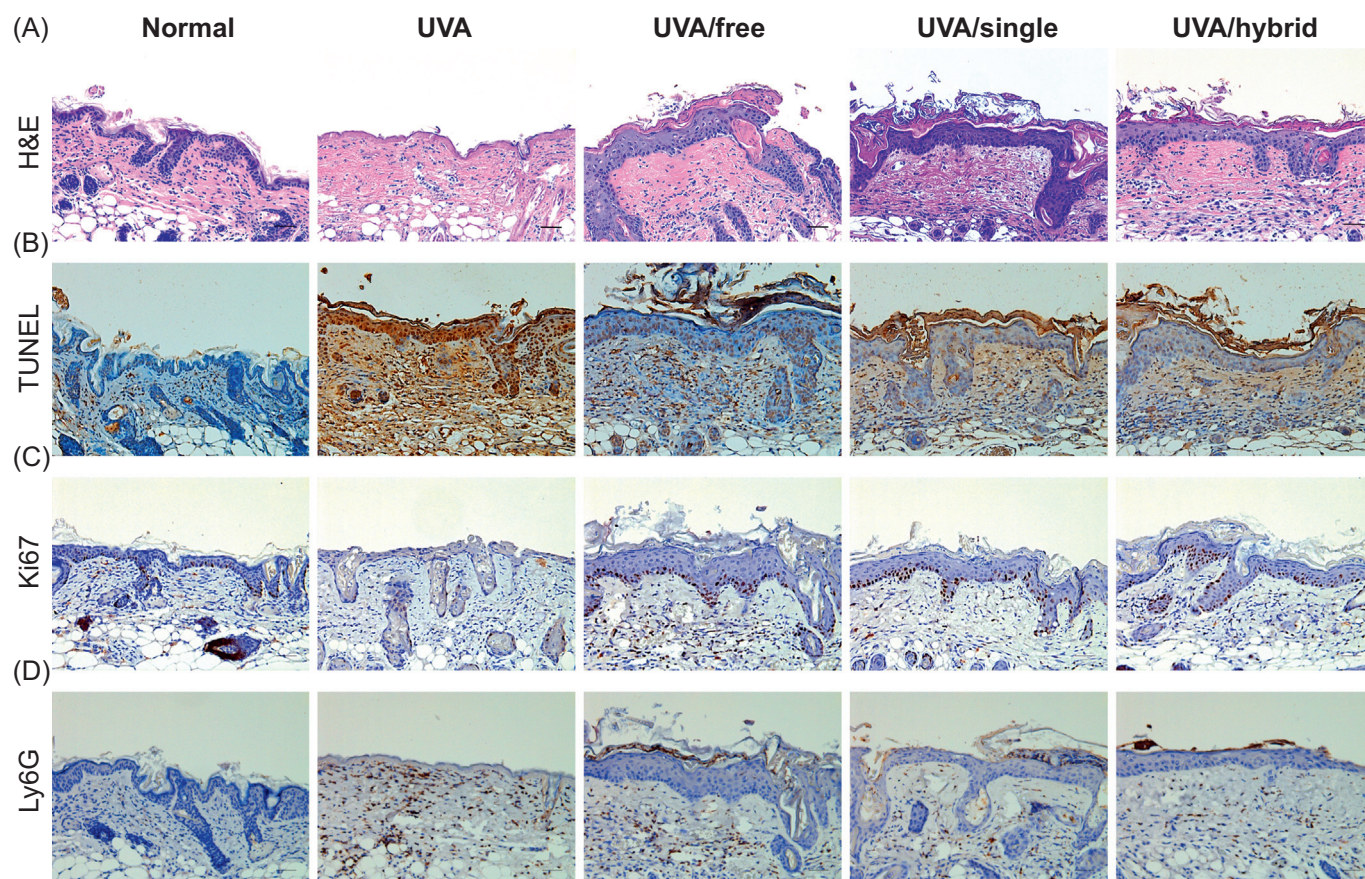 (A) Normal UVA UVA/free UVA/single UVA/hybrid
H&E
(B)
TUNEL
(C)
Ki67
(D)
Ly6G